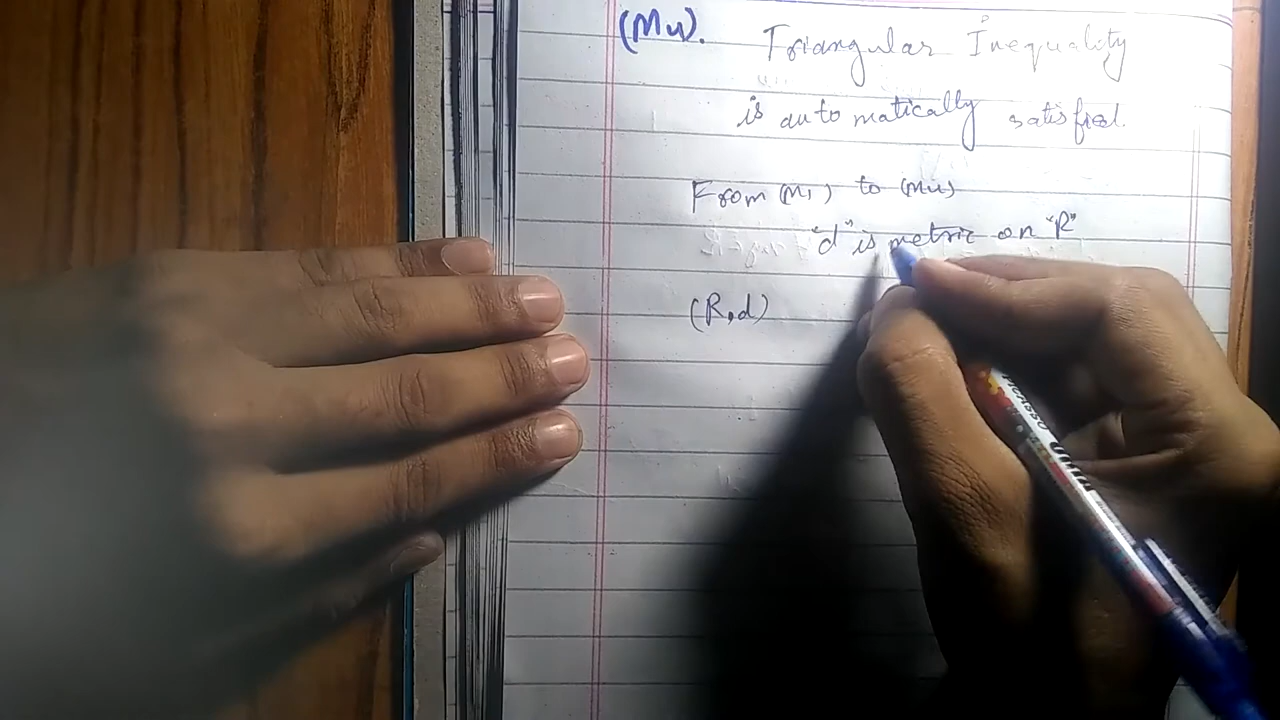 (M4). Triangular Inequality
is automatically satisfied.
From (M1) to (M4)
"d" is metric on "R"
(R,d)